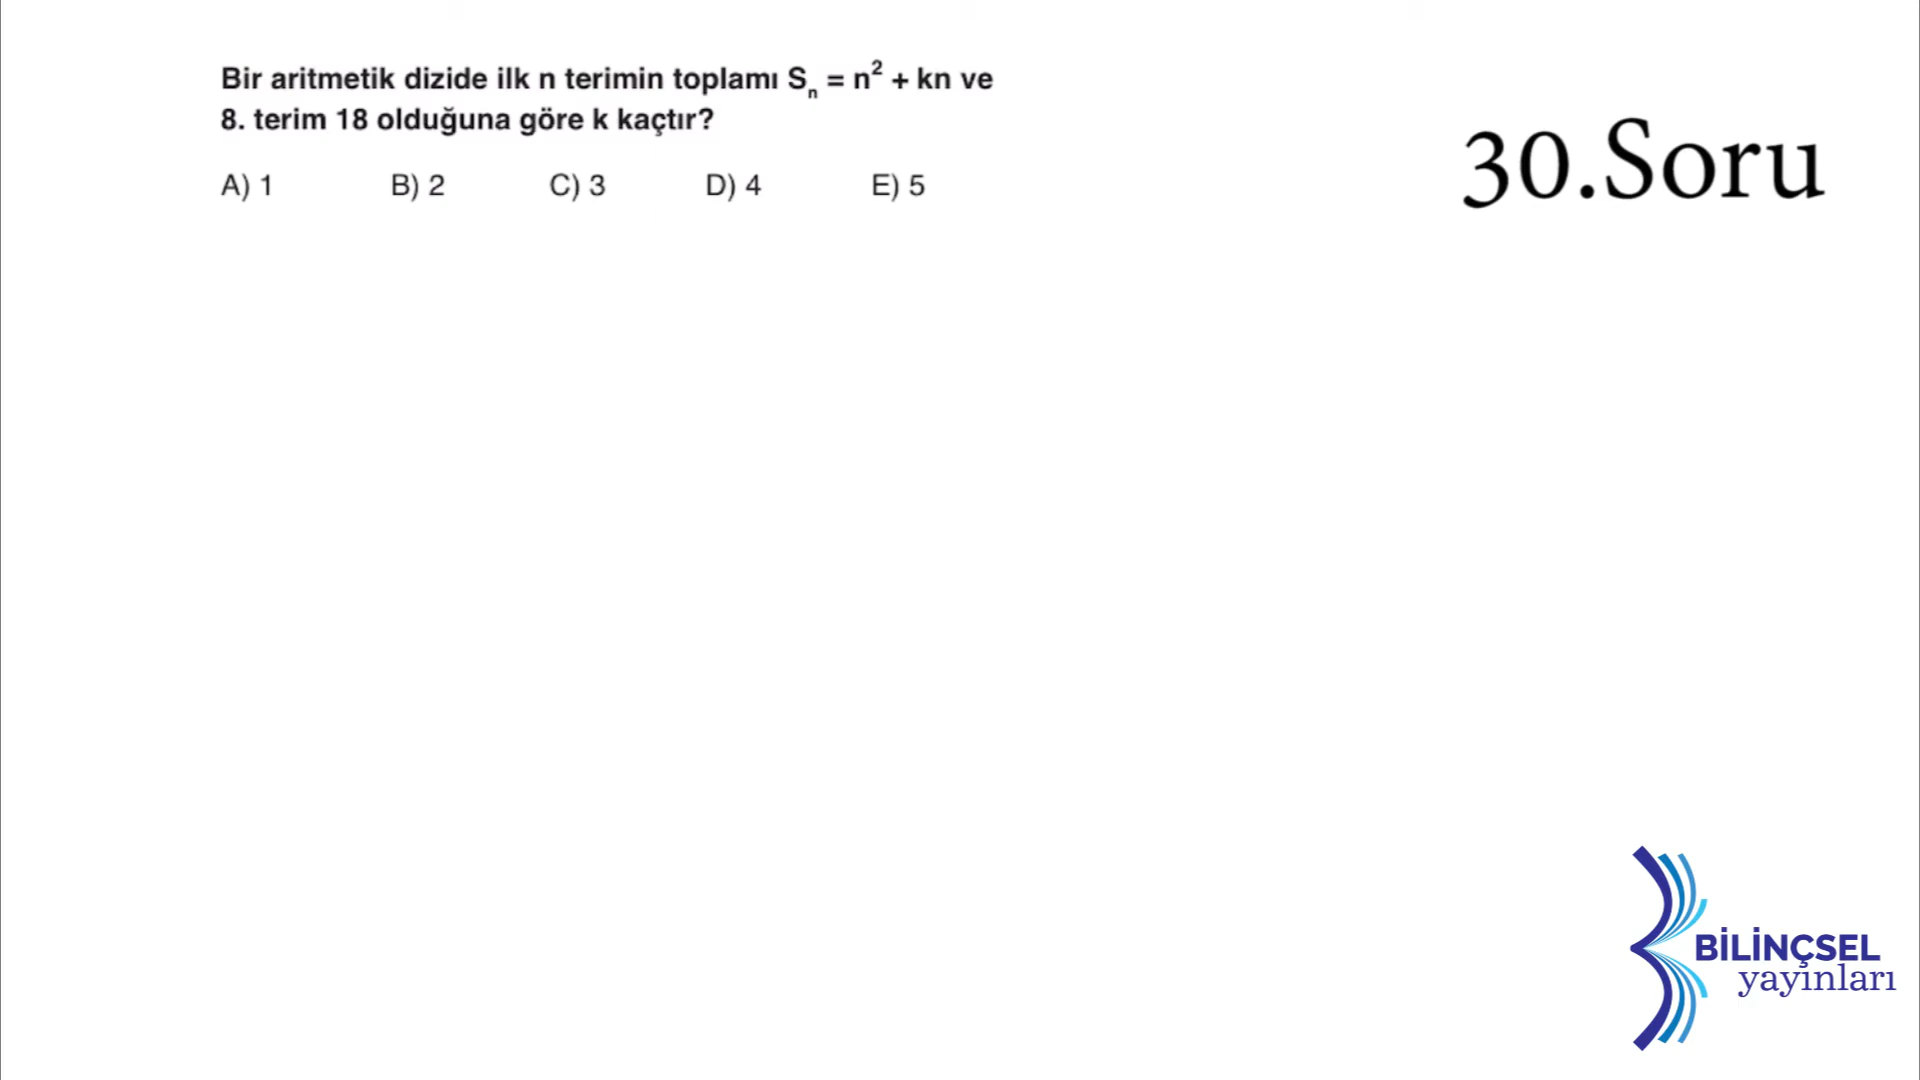 Bir aritmetik dizide ilk n terimin toplamı Sₙ = n² + kn ve
8. terim 18 olduğuna göre k kaçtır?
A) 1 B) 2 C) 3 D) 4 E) 5
30.Soru
BİLİNÇSEL
yayınları